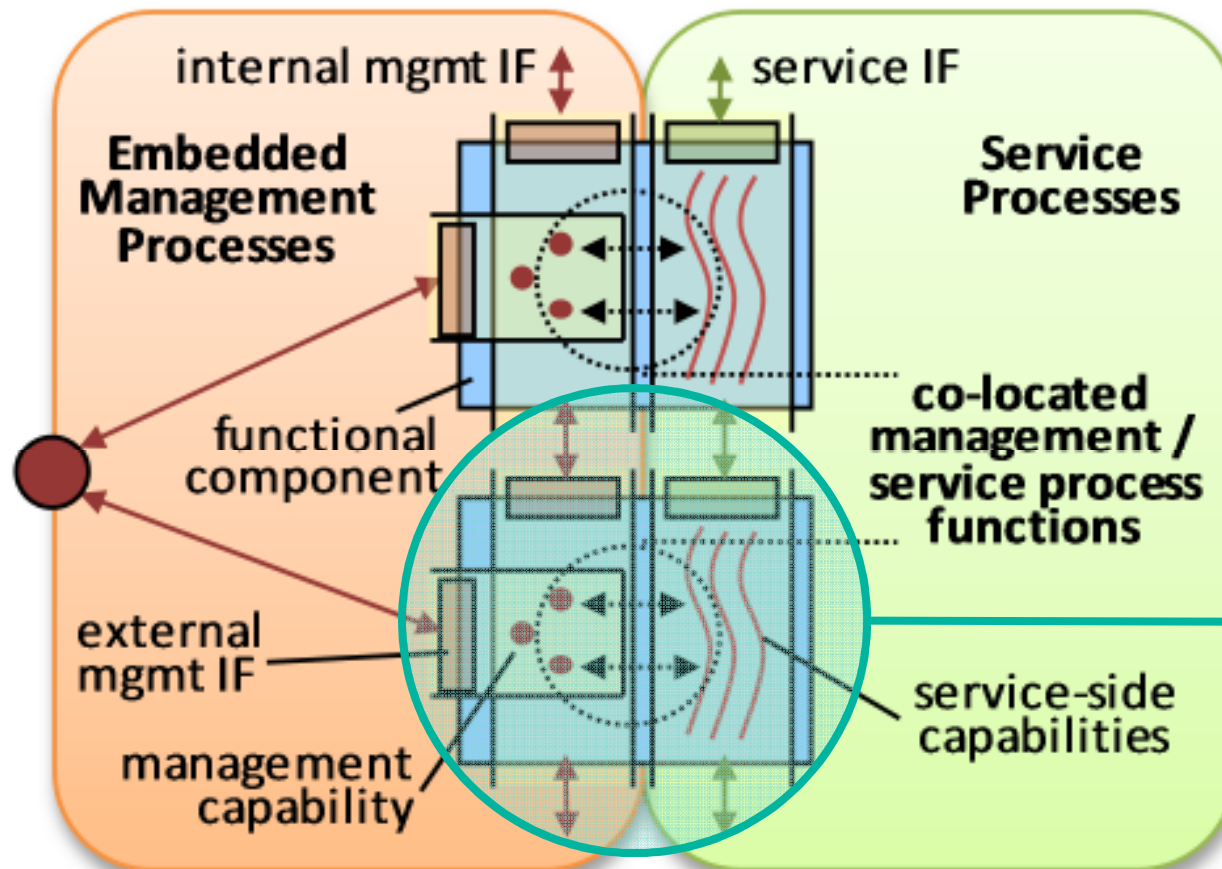 internal mgmt IF
service IF
Embedded
Management
Processes
Service
Processes
functional
component
co-located
management /
service process
functions
external
mgmt IF
service-side
capabilities
management
capability